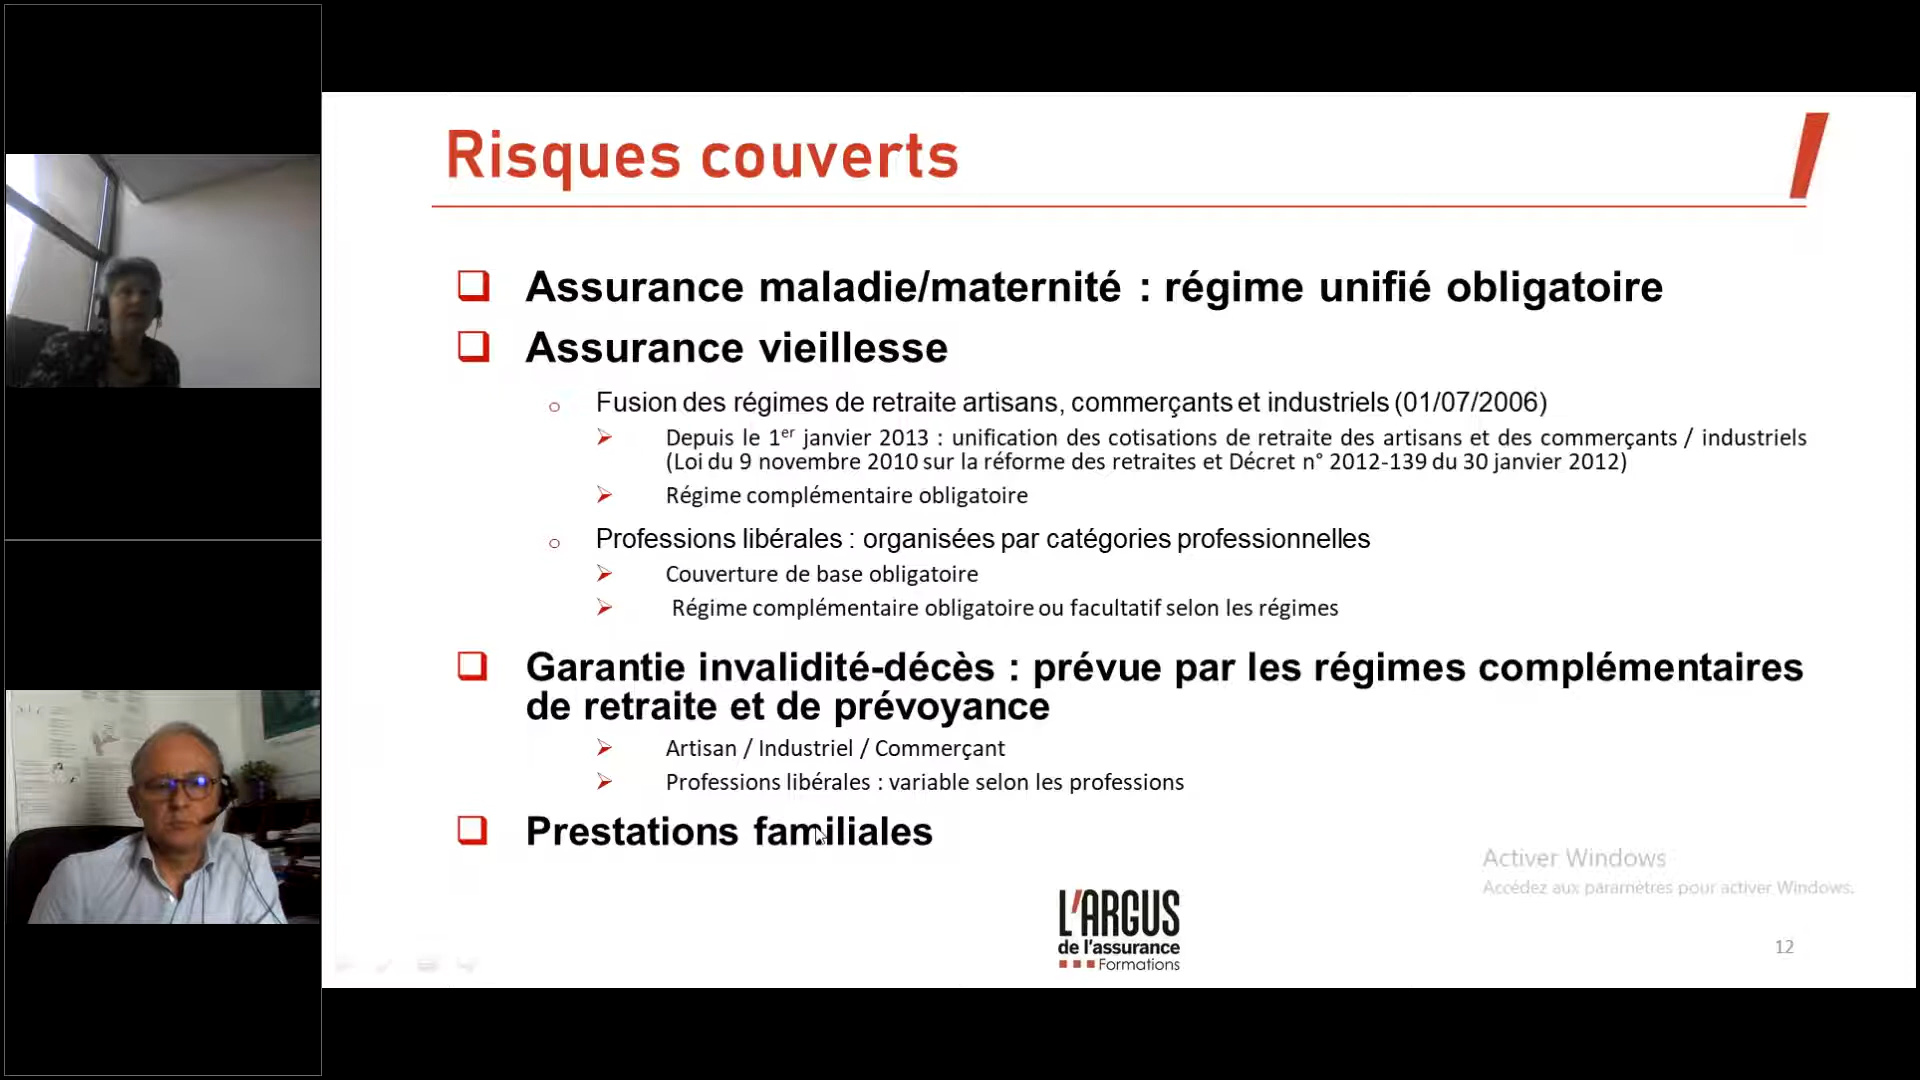 Risques couverts
Assurance maladie/maternité : régime unifié obligatoire
Assurance vieillesse
Fusion des régimes de retraite artisans, commerçants et industriels (01/07/2006)
Depuis le 1er janvier 2013 : unification des cotisations de retraite des artisans et des commerçants / industriels
(Loi du 9 novembre 2010 sur la réforme des retraites et Décret n° 2012-139 du 30 janvier 2012)
Régime complémentaire obligatoire
Professions libérales : organisées par catégories professionnelles
Couverture de base obligatoire
Régime complémentaire obligatoire ou facultatif selon les régimes
Garantie invalidité-décès : prévue par les régimes complémentaires
de retraite et de prévoyance
Artisan / Industriel / Commerçant
Professions libérales : variable selon les professions
Prestations familiales
Activer Windows
Accédez aux paramètres pour activer Windows.
L'ARGUS
de l'assurance
Formations
12